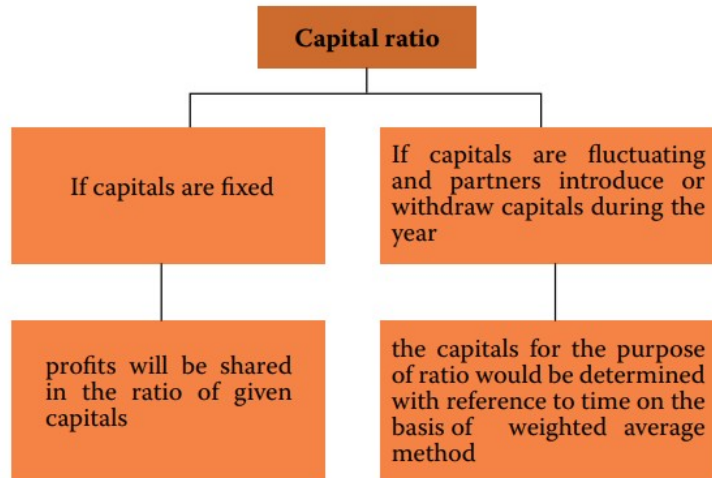 Capital ratio
If capitals are fixed
If capitals are fluctuating
and partners introduce or
withdraw capitals during the
year
profits will be shared
in the ratio of given
capitals
the capitals for the purpose
of ratio would be determined
with reference to time on the
basis of weighted average
method